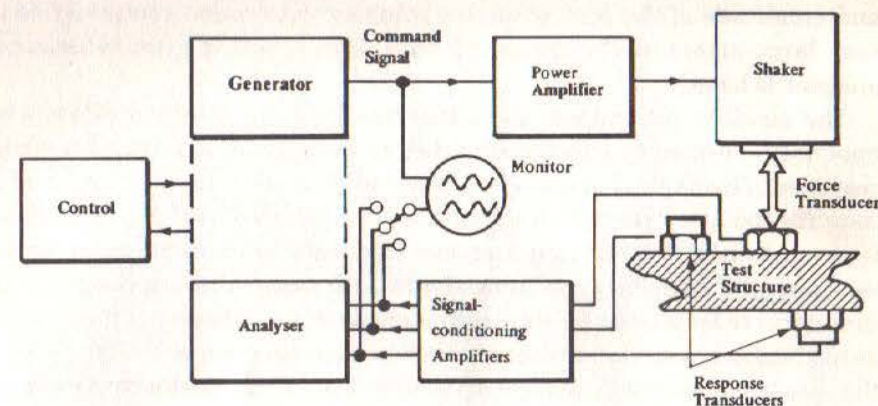 Command
Signal
Generator
Power
Amplifier
Shaker
Monitor
Force
Transducer
Control
Test
Structure
Analyser
Signal-
conditioning
Amplifiers
Response
Transducers